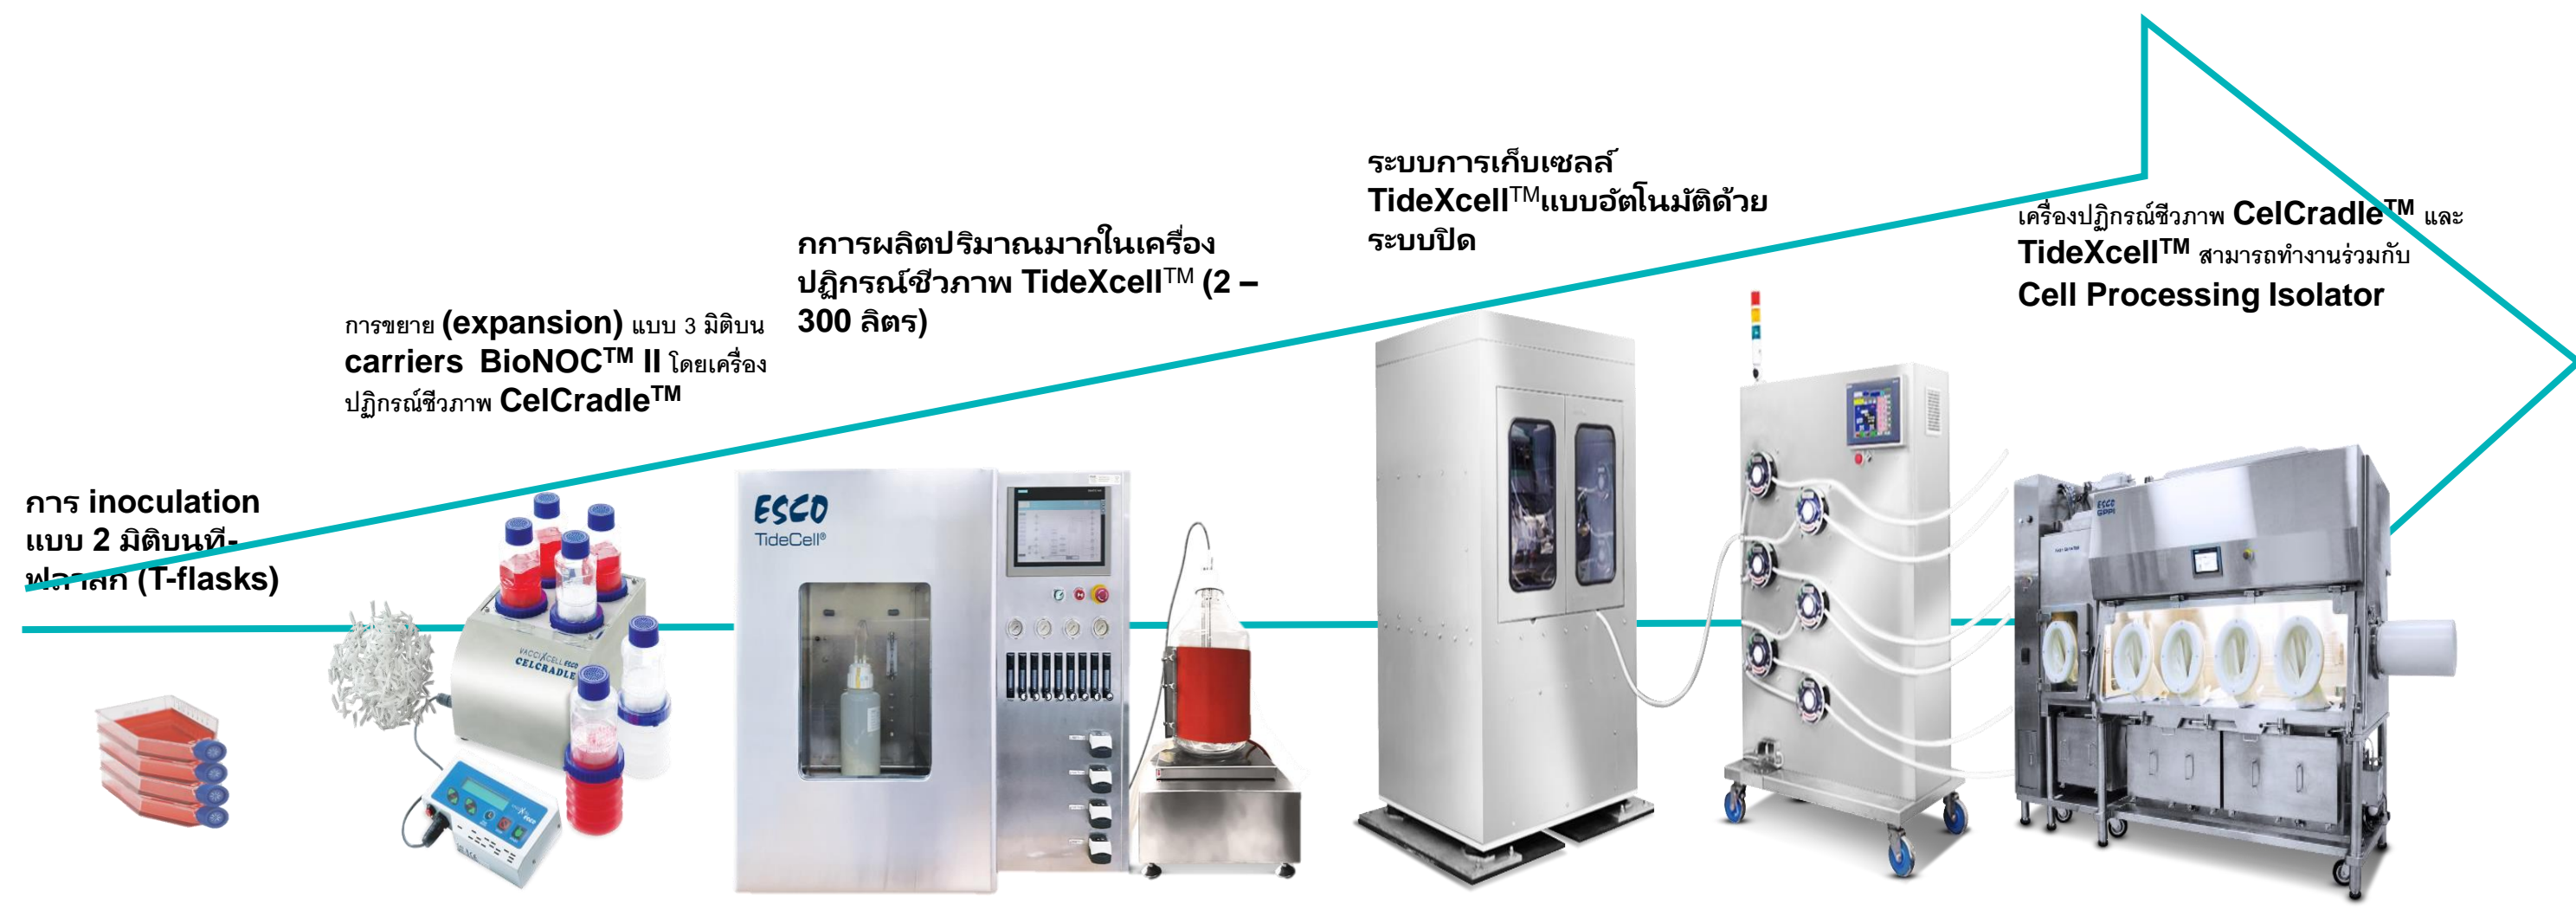 การ inoculation
แบบ 2 มิติบนที-
ฟลาสก์ (T-flasks)
การขยาย (expansion) แบบ 3 มิติบน
carriers BioNOC™ II โดยเครื่อง
ปฏิกรณ์ชีวภาพ CelCradle™
กการผลิตปริมาณมากในเครื่อง
ปฏิกรณ์ชีวภาพ TideXcell™ (2 –
300 ลิตร)
ระบบการเก็บเซลล์
TideXcell™แบบอัตโนมัติด้วย
ระบบปิด
เครื่องปฏิกรณ์ชีวภาพ CelCradle™ และ
TideXcell™ สามารถทำงานร่วมกับ
Cell Processing Isolator
VACCIXCELL ESCO
CELCRADLE
ESCO
TideCell®
ESCO
GPPI